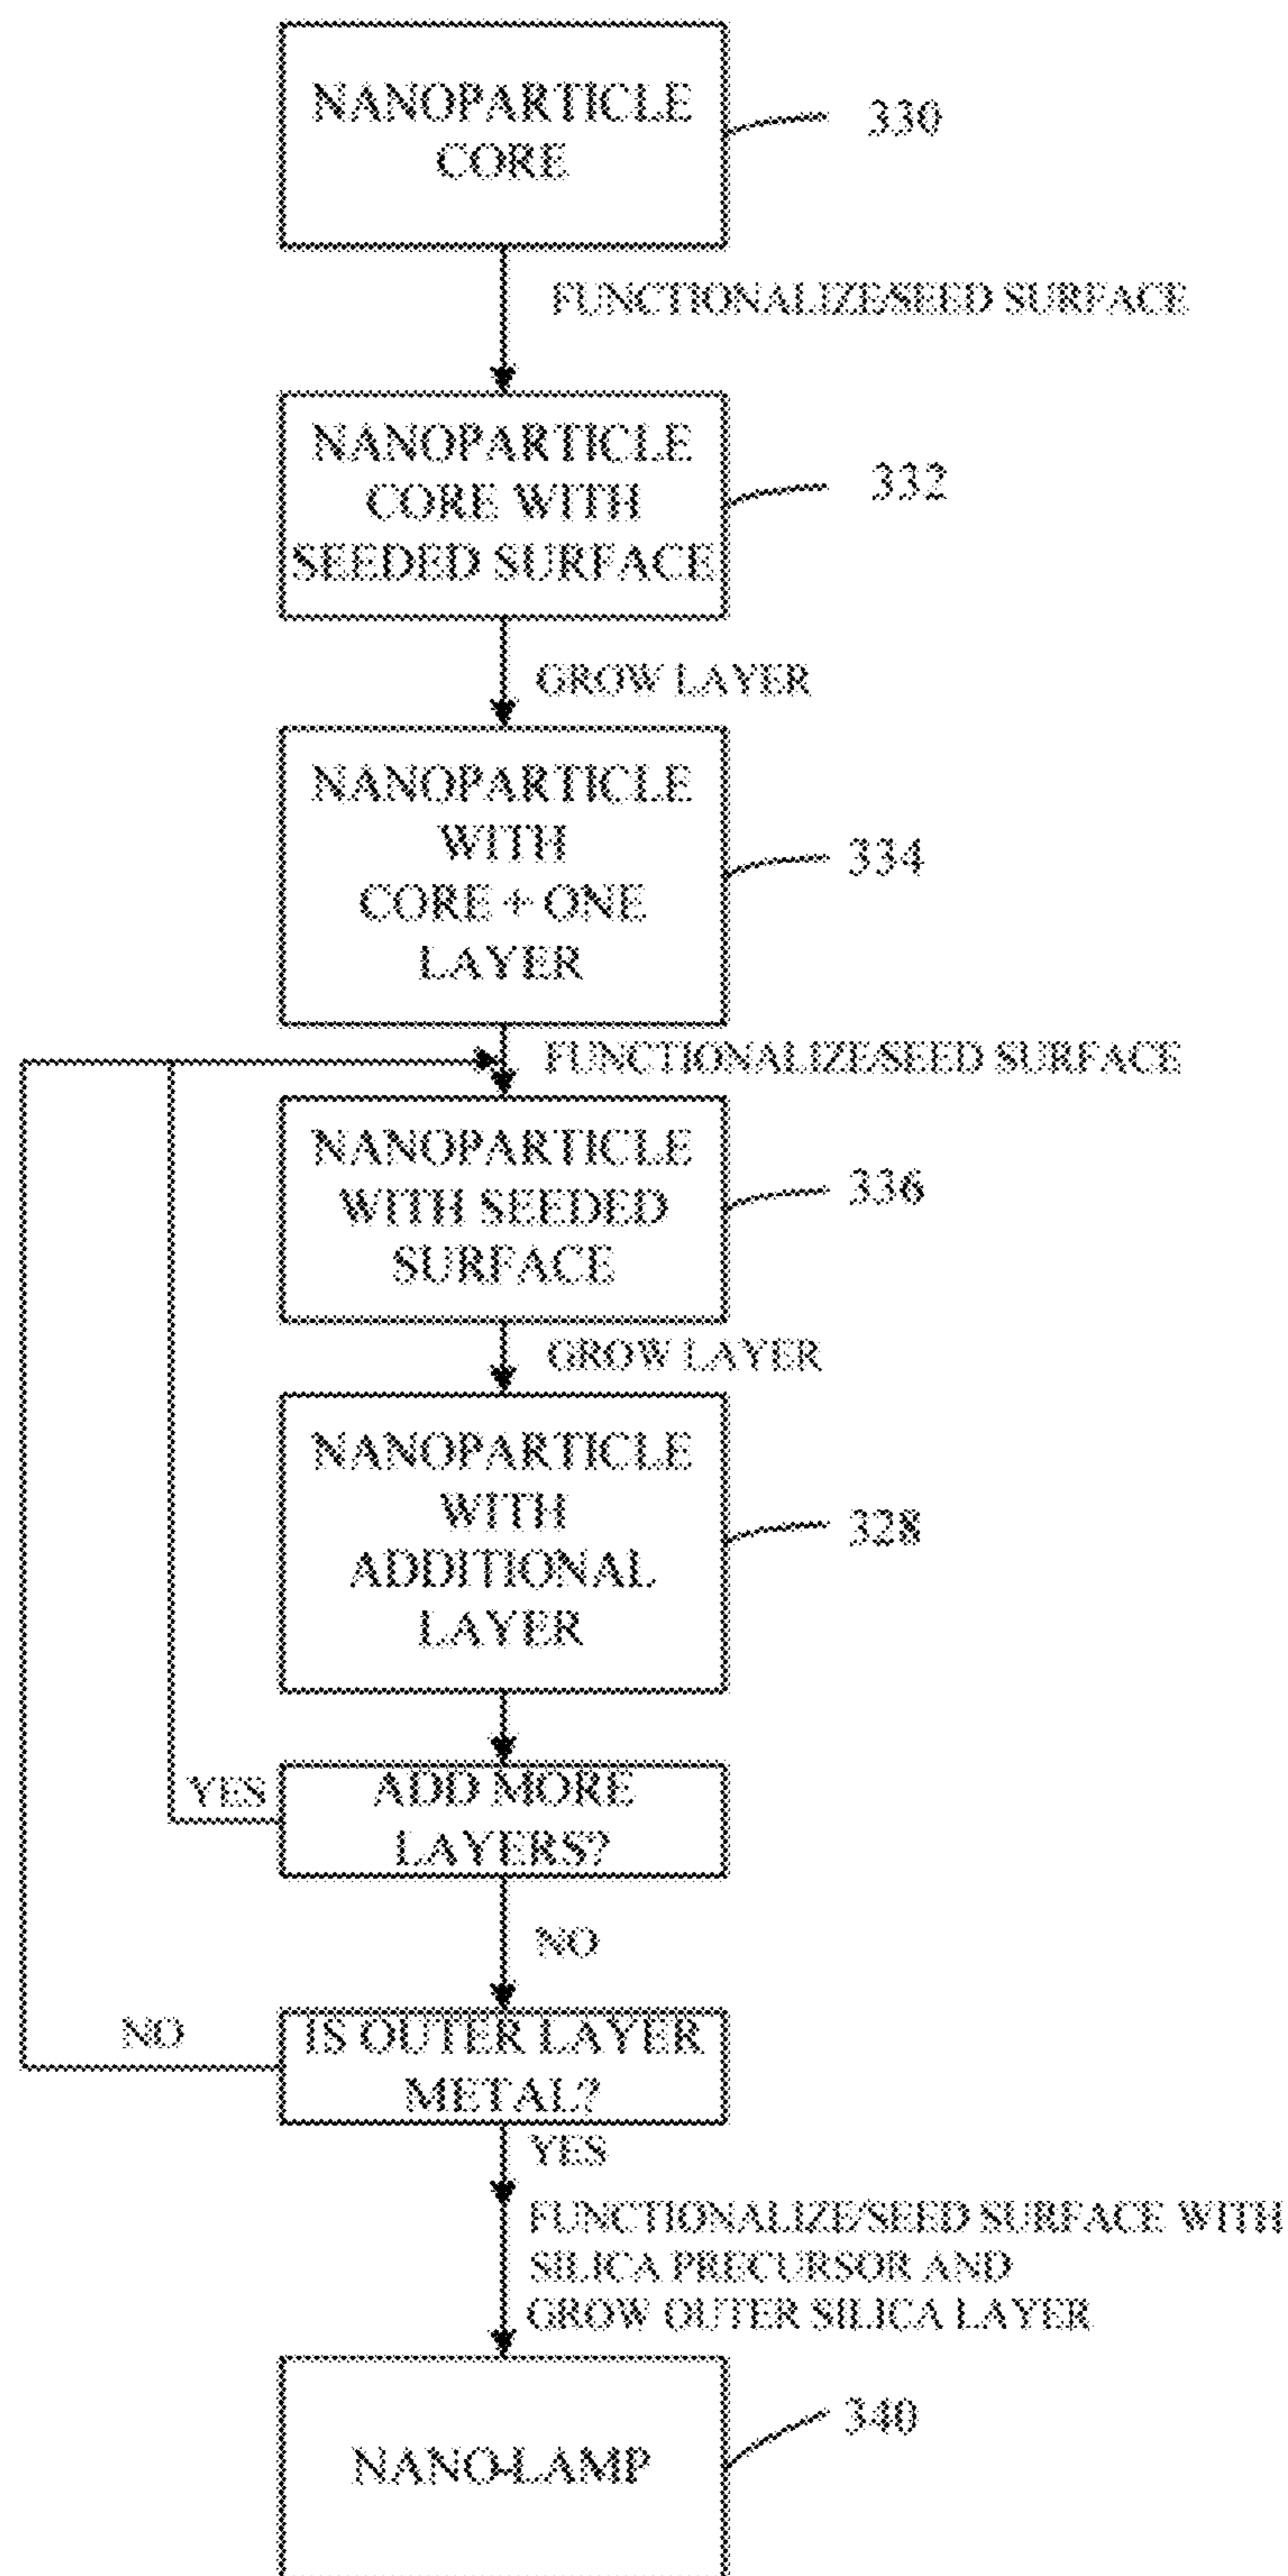 NANOPARTICLE
CORE
330
FUNCTIONALIZE/SEED SURFACE
NANOPARTICLE
CORE WITH
SEEDED SURFACE
332
GROW LAYER
NANOPARTICLE
WITH
CORE + ONE
LAYER
334
FUNCTIONALIZE/SEED SURFACE
NANOPARTICLE
WITH SEEDED
SURFACE
336
GROW LAYER
NANOPARTICLE
WITH
ADDITIONAL
LAYER
328
YES
ADD MORE
LAYERS?
NO
NO
IS OUTER LAYER
METAL?
YES
FUNCTIONALIZE/SEED SURFACE WITH
SILICA PRECURSOR AND
GROW OUTER SILICA LAYER
NANO-LAMP
340